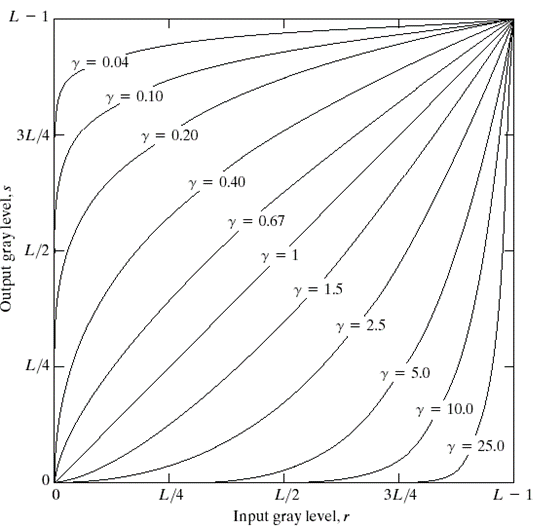 L − 1
γ = 0.04
γ = 0.10
3L/4
γ = 0.20
γ = 0.40
γ = 0.67
Output gray level, s
L/2
γ = 1
γ = 1.5
γ = 2.5
L/4
γ = 5.0
γ = 10.0
γ = 25.0
0
0 L/4 L/2 3L/4 L − 1
Input gray level, r